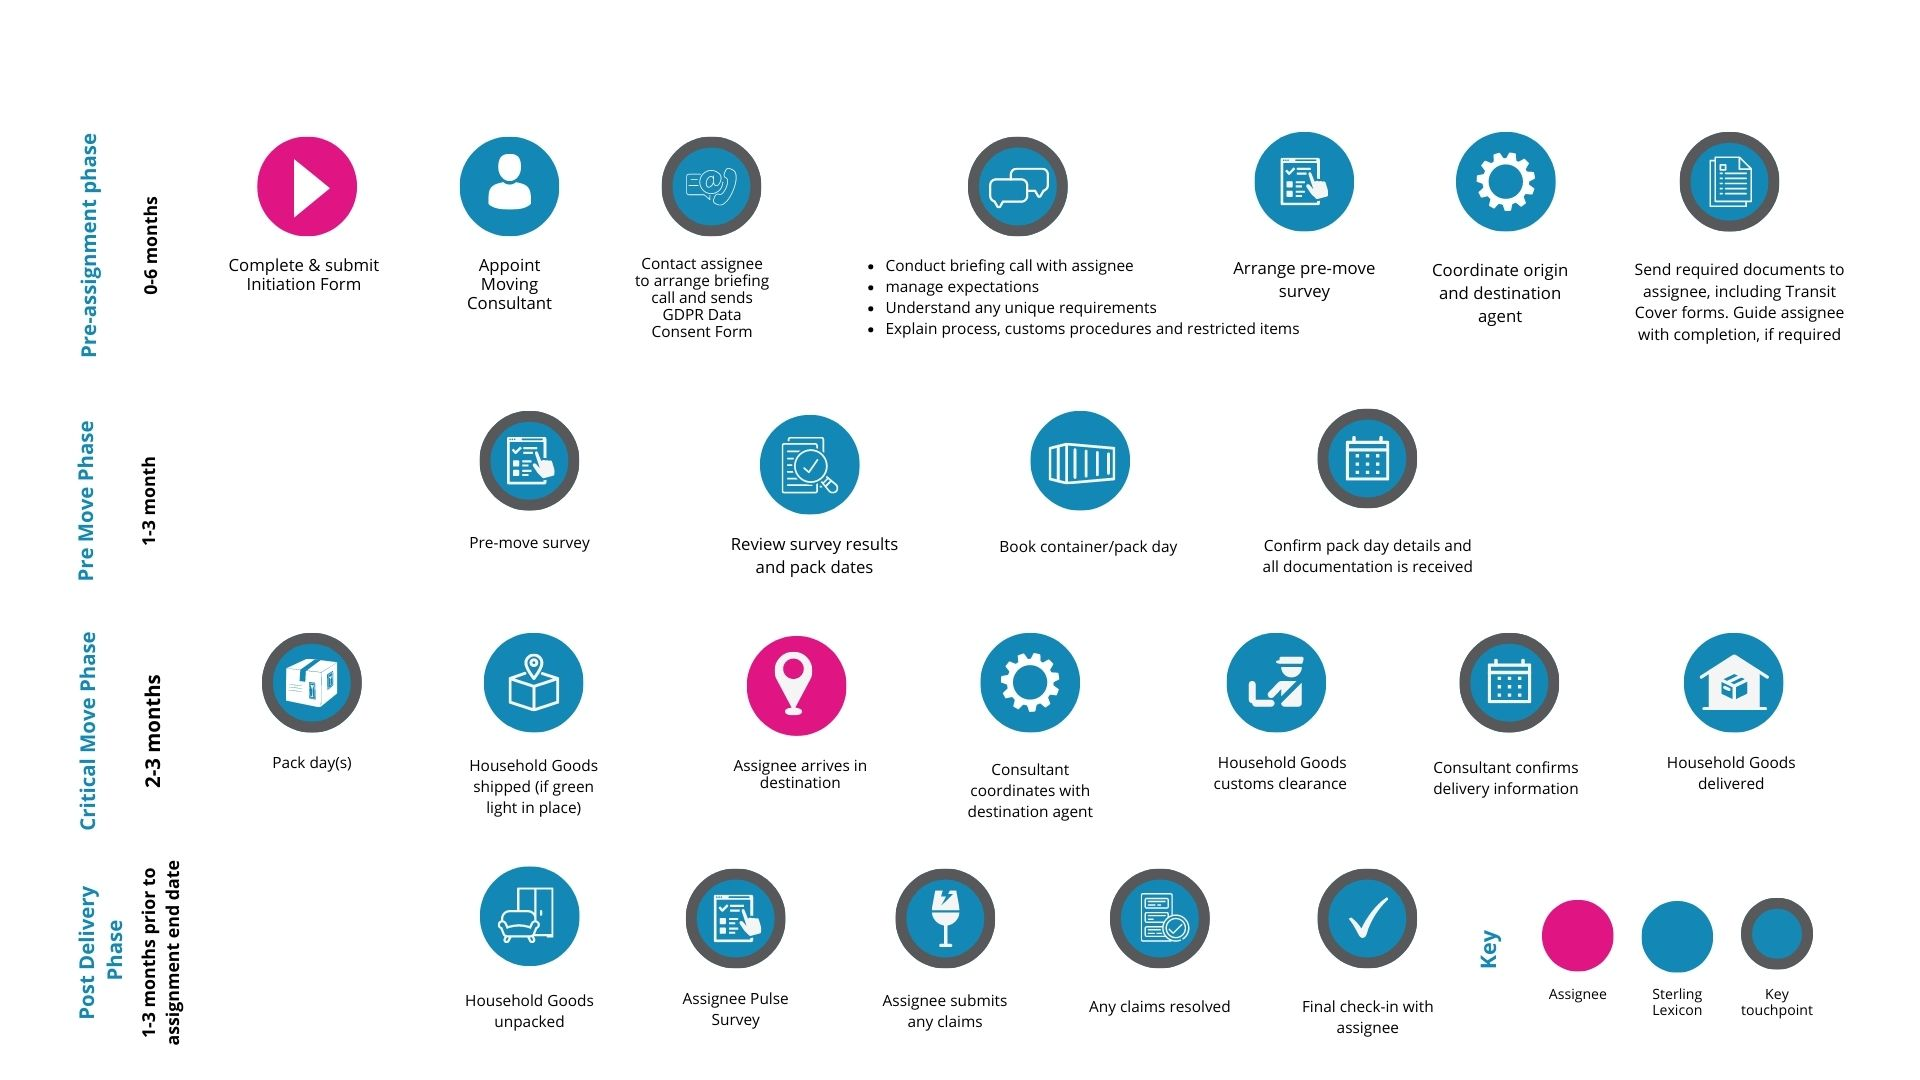 Pre-assignment phase
0-6 months
Complete & submit
Initiation Form
Appoint
Moving
Consultant
Contact assignee
to arrange briefing
call and sends
GDPR Data
Consent Form
• Conduct briefing call with assignee
• manage expectations
• Understand any unique requirements
• Explain process, customs procedures and restricted items
Arrange pre-move
survey
Coordinate origin
and destination
agent
Send required documents to
assignee, including Transit
Cover forms. Guide assignee
with completion, if required
Pre Move Phase
1-3 month
Pre-move survey
Review survey results
and pack dates
Book container/pack day
Confirm pack day details and
all documentation is received
Critical Move Phase
2-3 months
Pack day(s)
Household Goods
shipped (if green
light in place)
Assignee arrives in
destination
Consultant
coordinates with
destination agent
Household Goods
customs clearance
Consultant confirms
delivery information
Household Goods
delivered
Post Delivery
Phase
1-3 months prior to
assignment end date
Household Goods
unpacked
Assignee Pulse
Survey
Assignee submits
any claims
Any claims resolved
Final check-in with
assignee
Key
Assignee
Sterling
Lexicon
Key
touchpoint